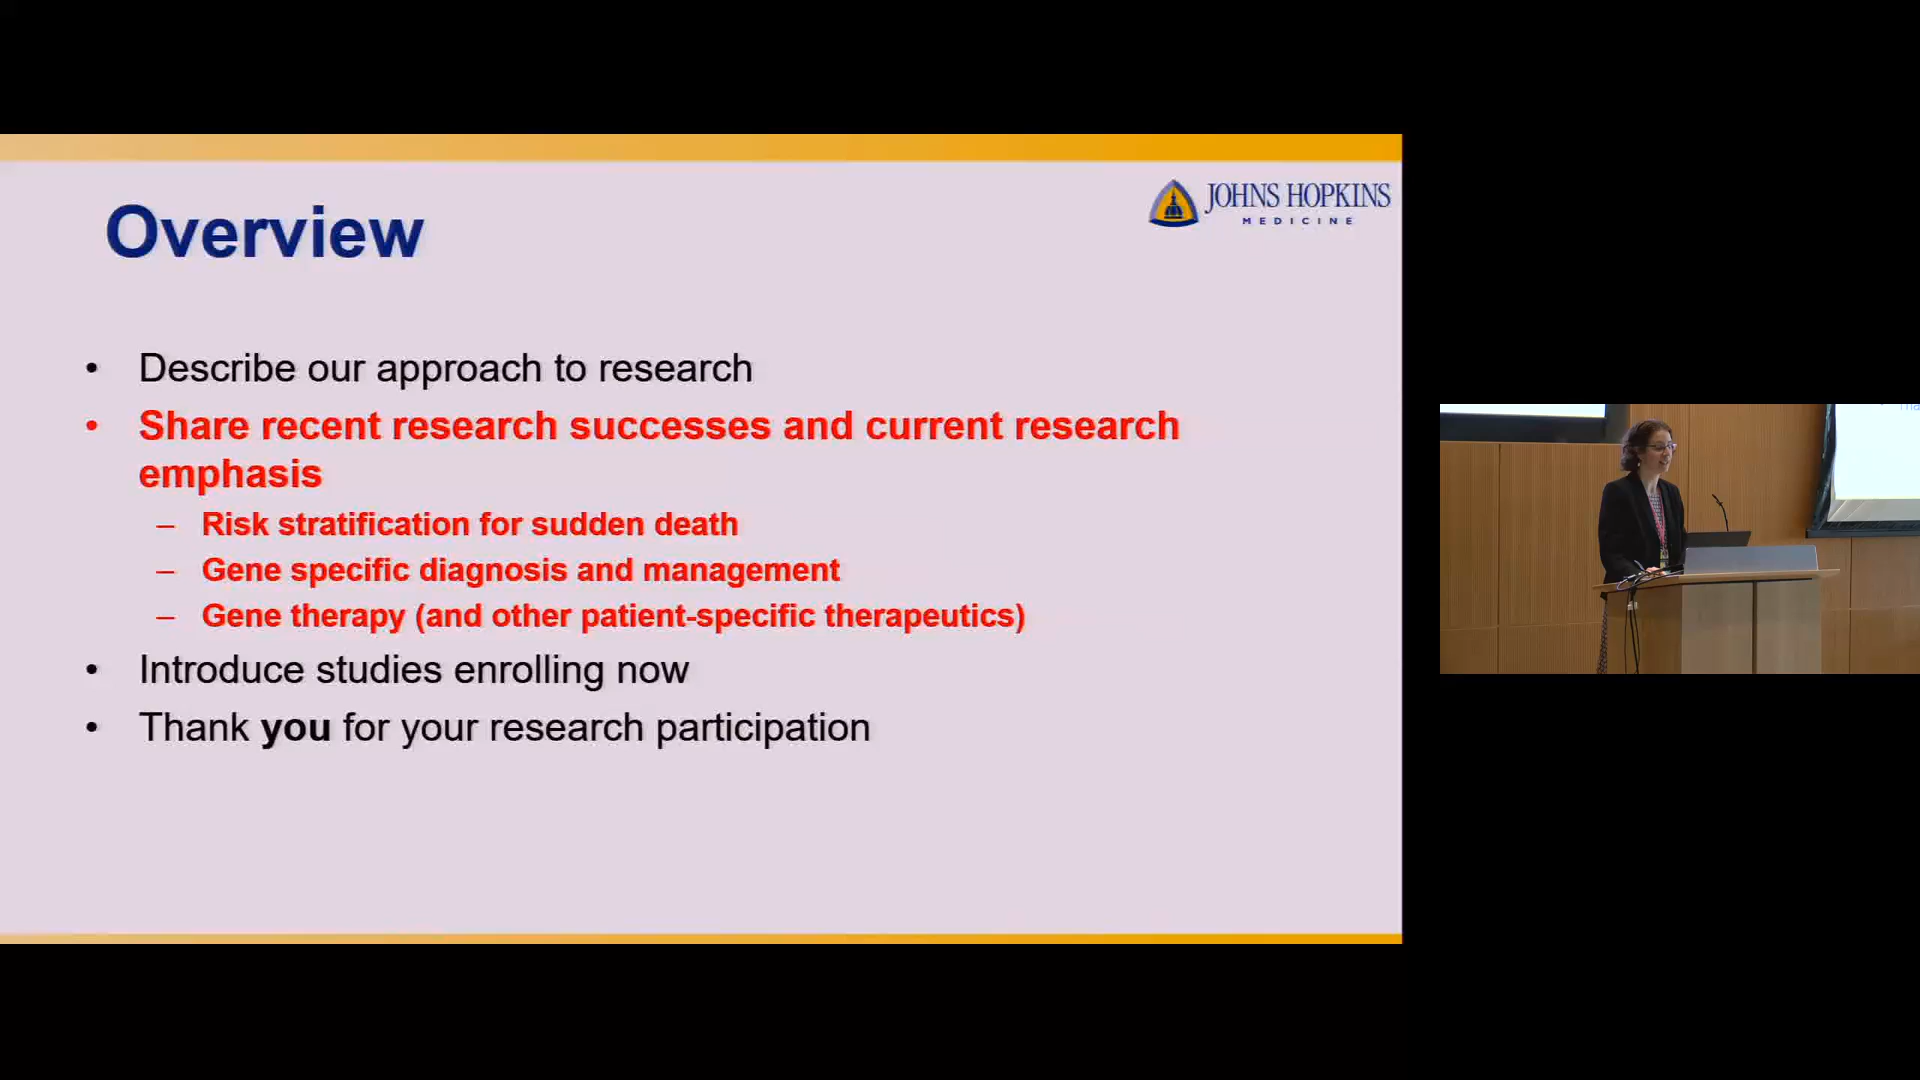 JOHNS HOPKINS
MEDICINE
Overview
• Describe our approach to research
• Share recent research successes and current research
emphasis
– Risk stratification for sudden death
– Gene specific diagnosis and management
– Gene therapy (and other patient-specific therapeutics)
• Introduce studies enrolling now
• Thank you for your research participation